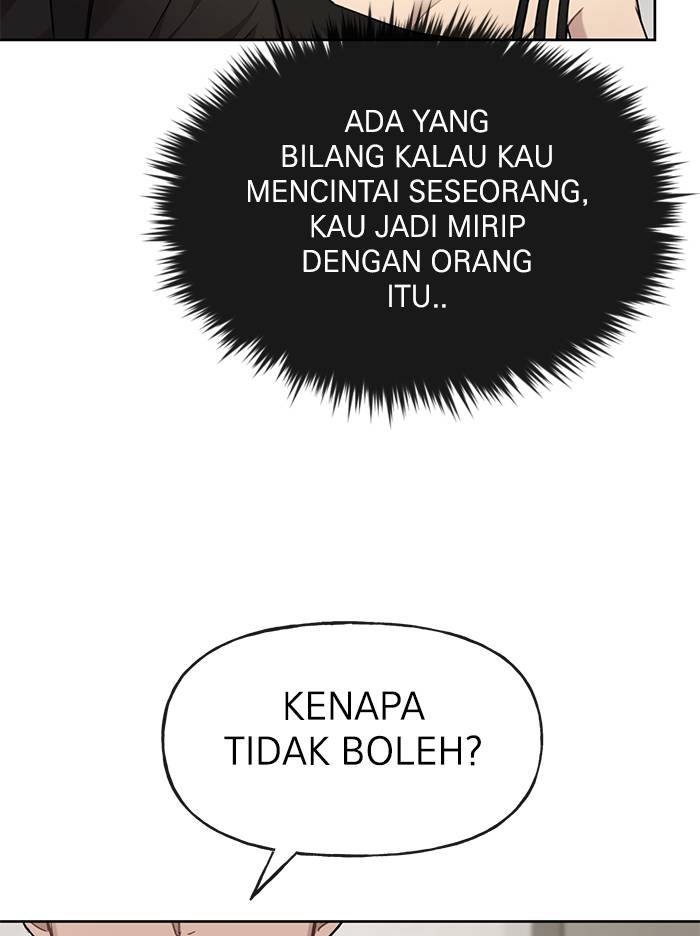 ADA YANG
BILANG KALAU KAU
MENCINTAI SESEORANG,
KAU JADI MIRIP
DENGAN ORANG
ITU..
KENAPA
TIDAK BOLEH?